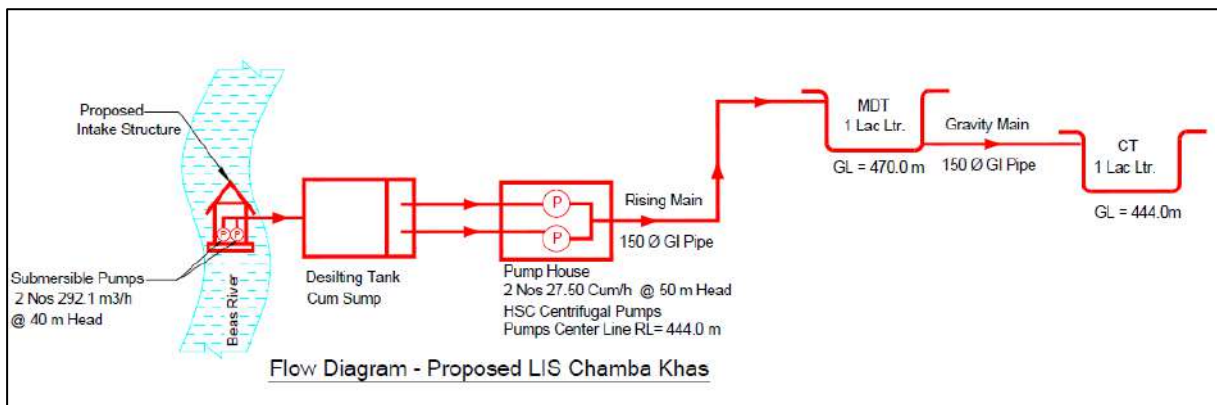 Proposed
Intake Structure
Submersible Pumps
2 Nos 292.1 m3/h
@ 40 m Head
Beas River
P P
Desilting Tank
Cum Sump
P
P
Pump House
2 Nos 27.50 Cum/h @ 50 m Head
HSC Centrifugal Pumps
Pumps Center Line RL= 444.0 m
Rising Main
150 Ø GI Pipe
MDT
1 Lac Ltr.
GL = 470.0 m
Gravity Main
150 Ø GI Pipe
CT
1 Lac Ltr.
GL = 444.0m
Flow Diagram - Proposed LIS Chamba Khas